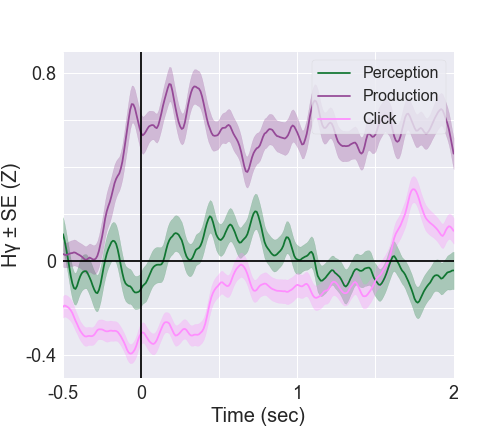 Perception
Production
Click
0.8
0
-0.4
Hγ ± SE (Z)
-0.5
0
1
2
Time (sec)